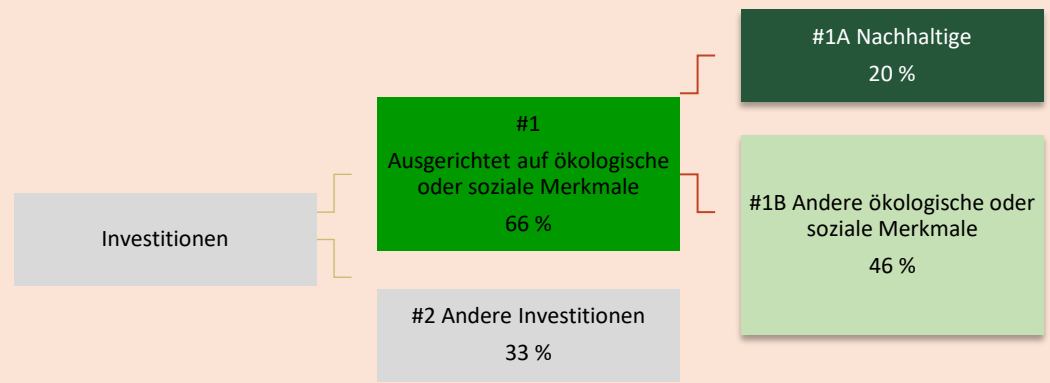 Investitionen
#1
Ausgerichtet auf ökologische
oder soziale Merkmale
66 %
#2 Andere Investitionen
33 %
#1A Nachhaltige
20 %
#1B Andere ökologische oder
soziale Merkmale
46 %